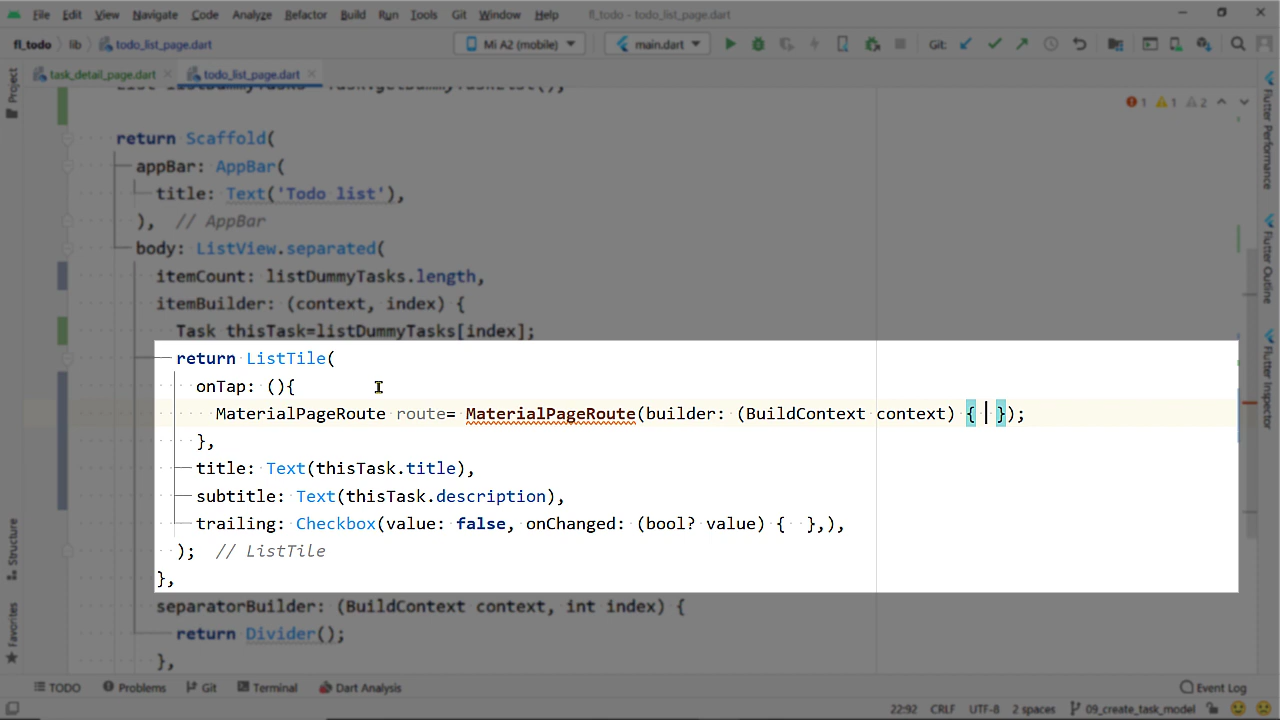 File Edit View Navigate Code Analyze Refactor Build Run Tools Git Window Help fl_todo - todo_list_page.dart
fl_todo lib todo_list_page.dart Mi A2 (mobile) main.dart Git:
task_detail_page.dart todo_list_page.dart
Project
Flutter Performance
Flutter Outline
Flutter Inspector
1 1 2
return Scaffold(
appBar: AppBar(
title: Text('Todo list'),
), // AppBar
body: ListView.separated(
itemCount: listDummyTasks.length,
itemBuilder: (context, index) {
Task thisTask=listDummyTasks[index];
return ListTile(
onTap: (){
MaterialPageRoute route= MaterialPageRoute(builder: (BuildContext context) { });
},
title: Text(thisTask.title),
subtitle: Text(thisTask.description),
trailing: Checkbox(value: false, onChanged: (bool? value) { },),
); // ListTile
},
separatorBuilder: (BuildContext context, int index) {
return Divider();
},
Structure
Favorites
TODO Problems Git Terminal Dart Analysis Event Log
22:92 CRLF UTF-8 2 spaces 09_create_task_model